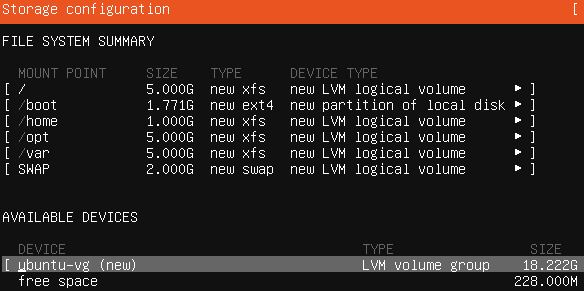 Storage configuration [
FILE SYSTEM SUMMARY
MOUNT POINT SIZE TYPE DEVICE TYPE
[ / 5.000G new xfs new LVM logical volume ▸ ]
[ /boot 1.771G new ext4 new partition of local disk ▸ ]
[ /home 1.000G new xfs new LVM logical volume ▸ ]
[ /opt 5.000G new xfs new LVM logical volume ▸ ]
[ /var 5.000G new xfs new LVM logical volume ▸ ]
[ SWAP 2.000G new swap new LVM logical volume ▸ ]
AVAILABLE DEVICES
DEVICE TYPE SIZE
[ ubuntu-vg (new) LVM volume group 18.222G
free space 228.000M